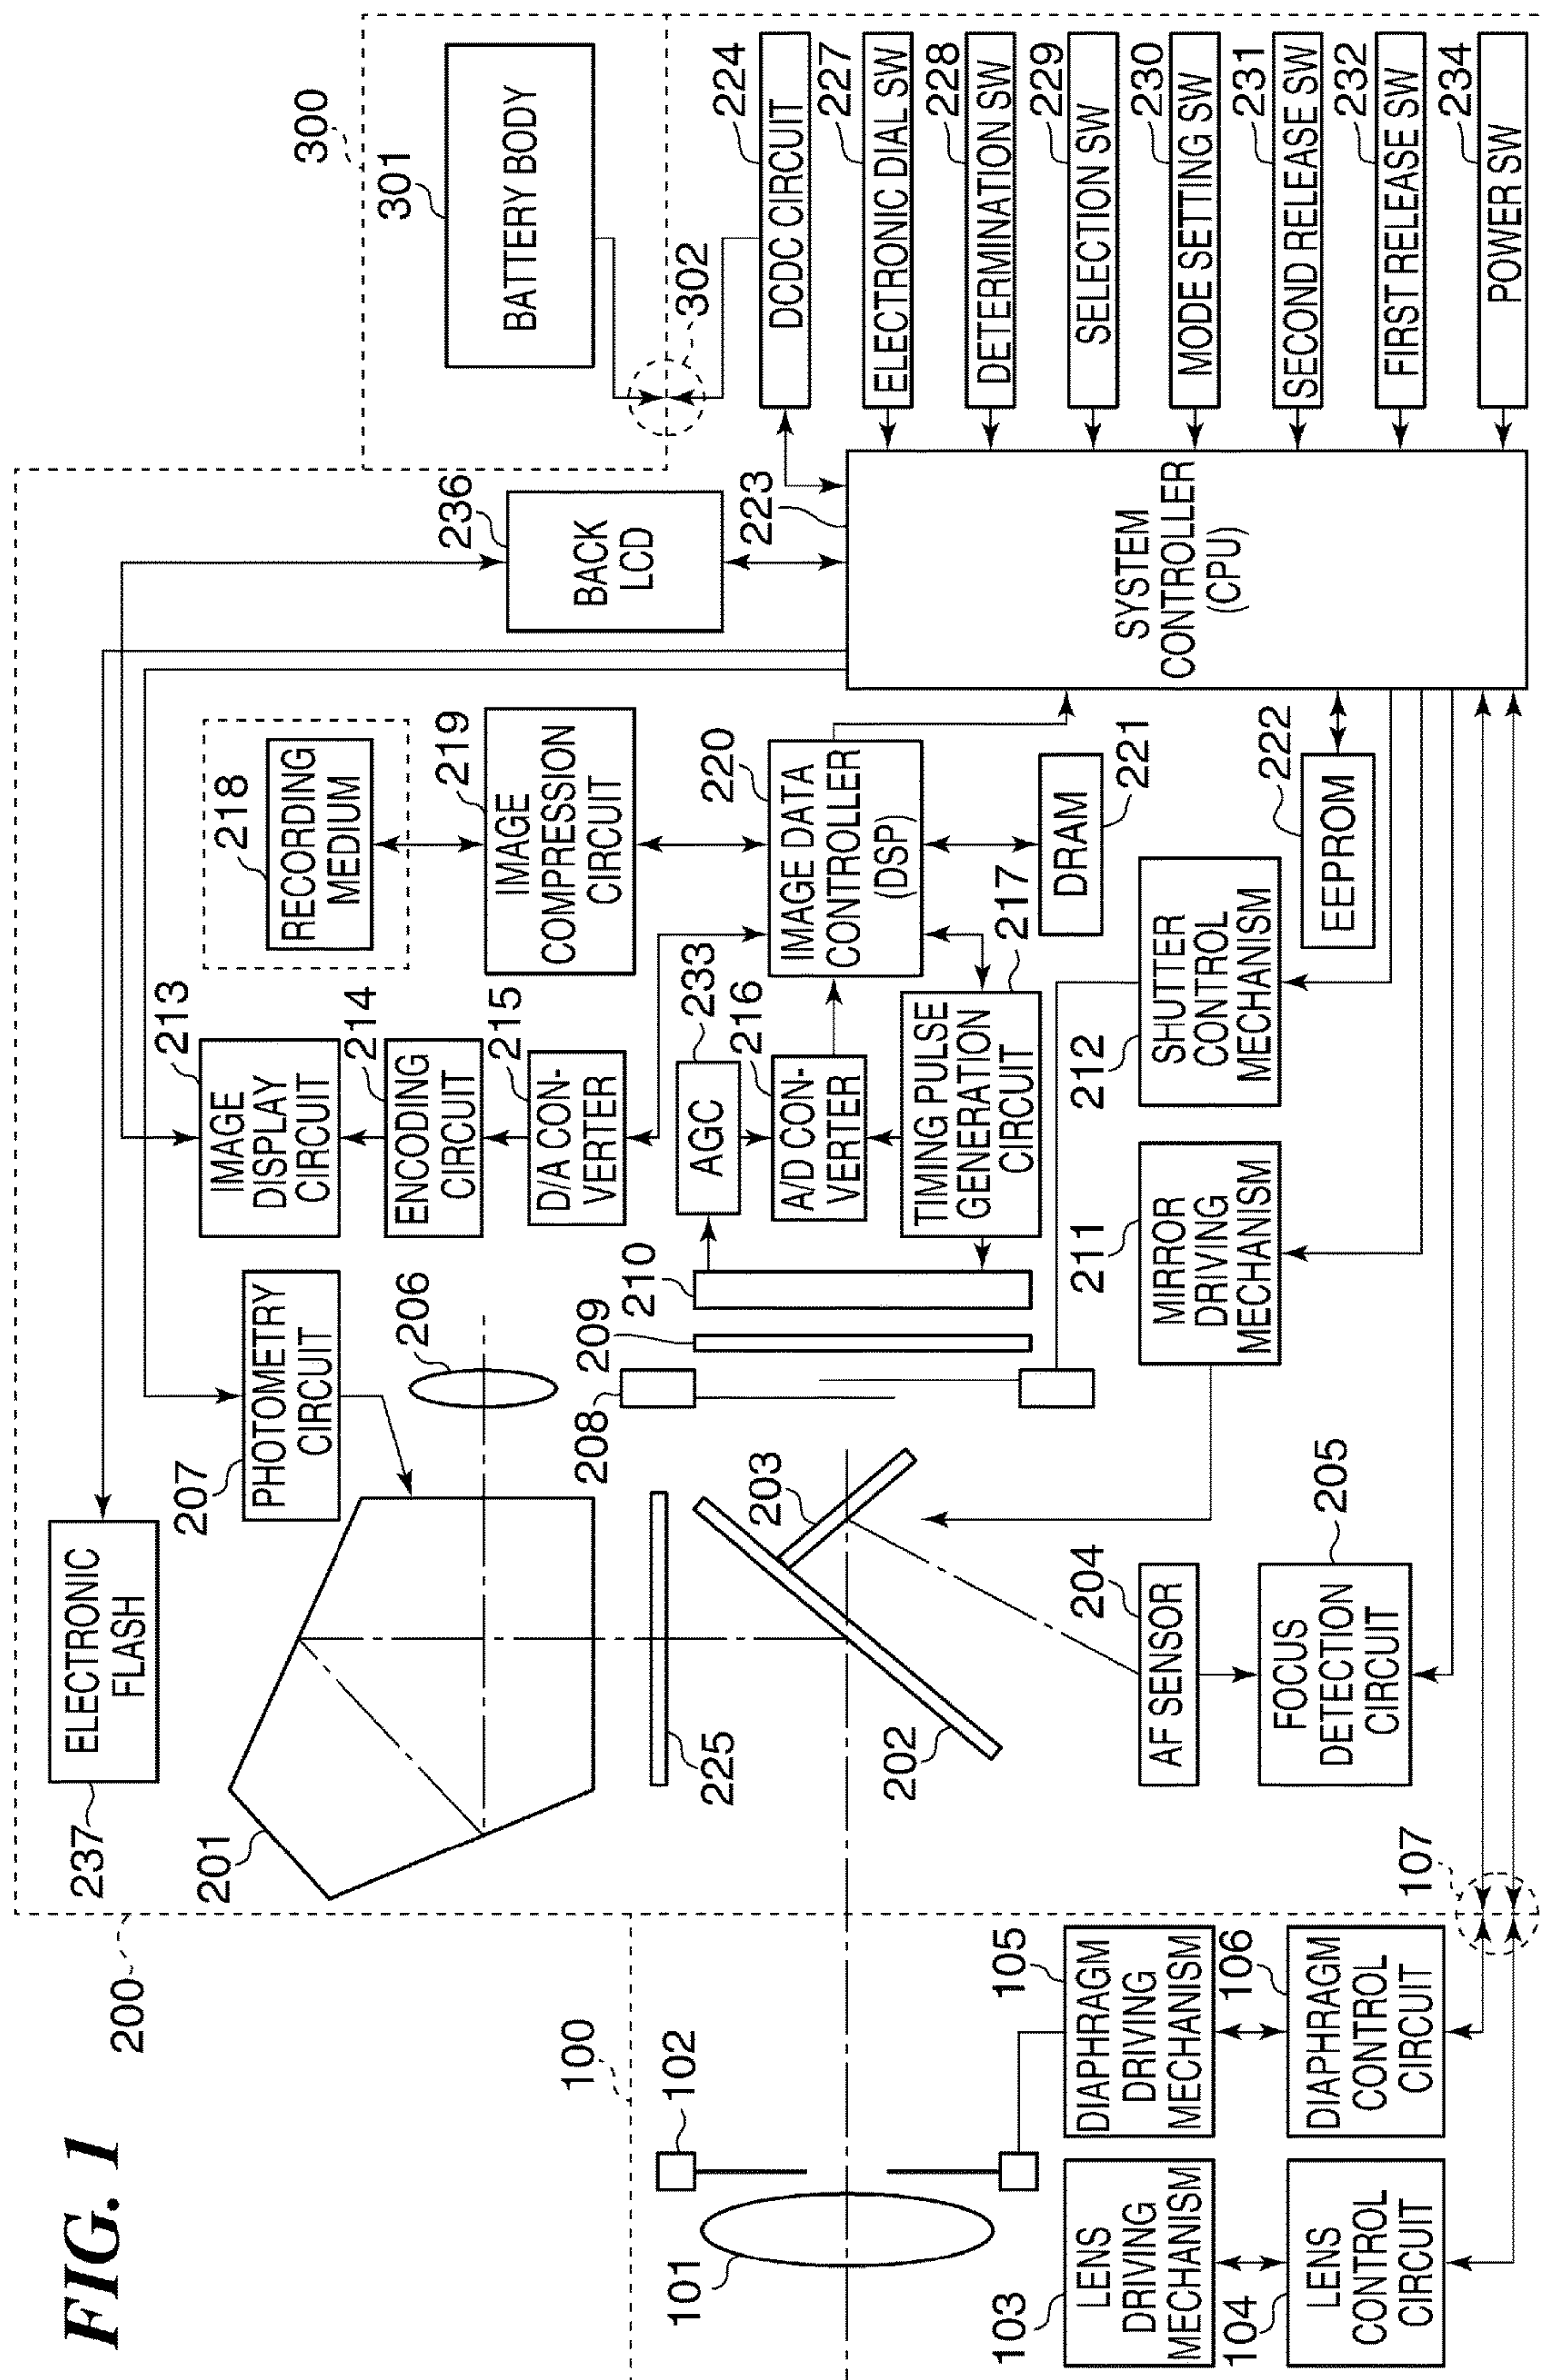 FIG. 1
100
101
102
103
LENS
DRIVING
MECHANISM
104
LENS
CONTROL
CIRCUIT
105
DIAPHRAGM
DRIVING
MECHANISM
106
DIAPHRAGM
CONTROL
CIRCUIT
107
200
237
ELECTRONIC
FLASH
201
207
PHOTOMETRY
CIRCUIT
206
225
202
203
204
AF SENSOR
205
FOCUS
DETECTION
CIRCUIT
208
209
210
211
MIRROR
DRIVING
MECHANISM
212
SHUTTER
CONTROL
MECHANISM
213
IMAGE
DISPLAY
CIRCUIT
214
ENCODING
CIRCUIT
215
D/A CON-
VERTER
233
AGC
216
A/D CON-
VERTER
217
TIMING PULSE
GENERATION
CIRCUIT
218
RECORDING
MEDIUM
219
IMAGE
COMPRESSION
CIRCUIT
220
IMAGE DATA
CONTROLLER
(DSP)
221
DRAM
222
EEPROM
236
BACK
LCD
223
SYSTEM
CONTROLLER
(CPU)
300
301
BATTERY BODY
302
224
DCDC CIRCUIT
227
ELECTRONIC DIAL SW
228
DETERMINATION SW
229
SELECTION SW
230
MODE SETTING SW
231
SECOND RELEASE SW
232
FIRST RELEASE SW
234
POWER SW